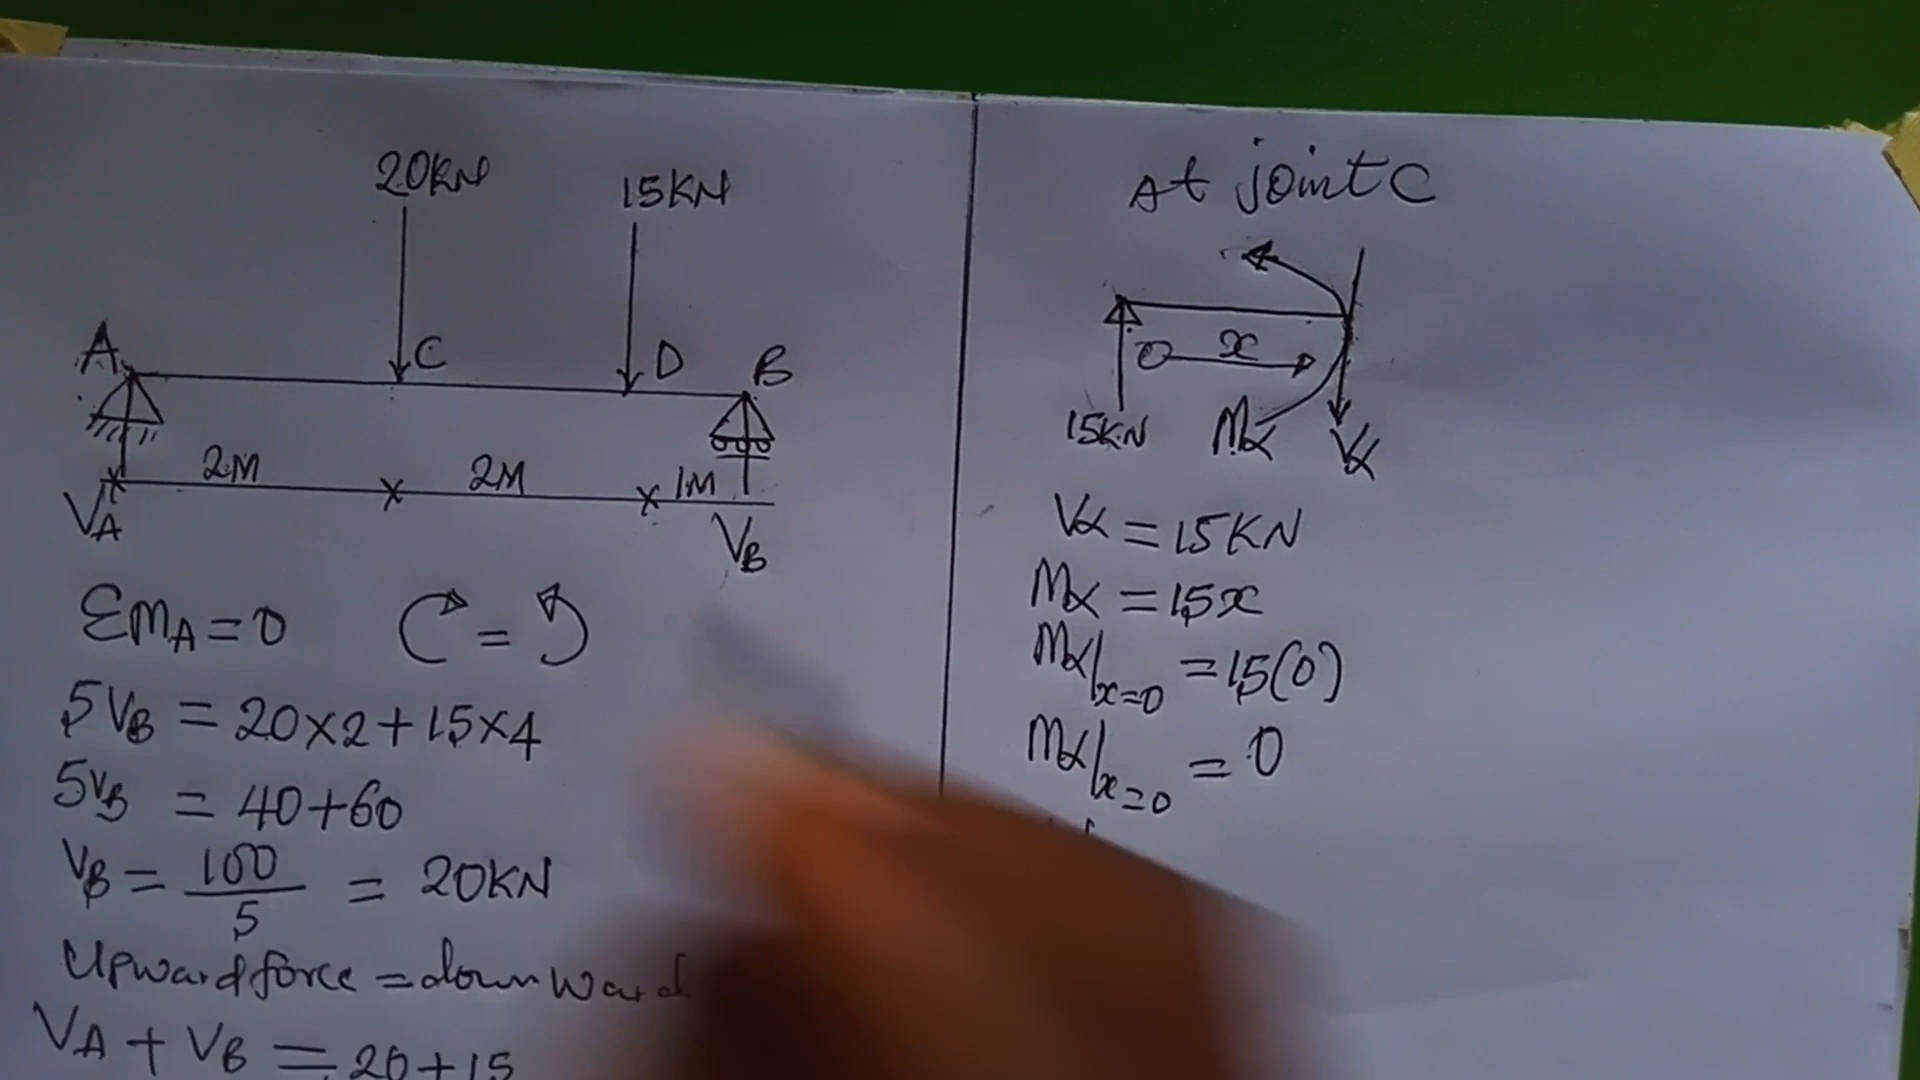 20KN
15KN
A
C
D
B
2M
2M
1M
VA
VB
ΣMA = 0
5VB = 20×2+15×4
5VB = 40+60
VB = 100/5 = 20KN
Upward force = downward
VA + VB = 20+15
At joint C
O x
15KN
Mx
Vx
Vx = 15KN
Mx = 15x
Mx|x=0 = 15(0)
Mx|x=0 = 0